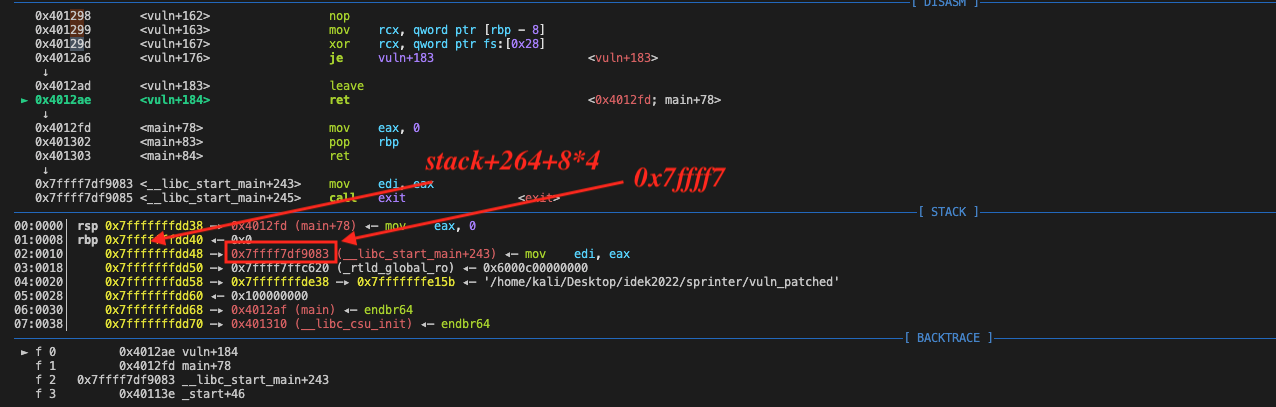 [ DISASM ]
0x401298 <vuln+162> nop
0x401299 <vuln+163> mov rcx, qword ptr [rbp - 8]
0x40129d <vuln+167> xor rcx, qword ptr fs:[0x28]
0x4012a6 <vuln+176> je vuln+183 <vuln+183>
↓
0x4012ad <vuln+183> leave
► 0x4012ae <vuln+184> ret <0x4012fd; main+78>
↓
0x4012fd <main+78> mov eax, 0
0x401302 <main+83> pop rbp
0x401303 <main+84> ret
↓
stack+264+8*4
0x7ffff7
0x7ffff7df9083 <__libc_start_main+243> mov edi, eax
0x7ffff7df9085 <__libc_start_main+245> call exit <exit>
[ STACK ]
00:0000│ rsp 0x7fffffffdd38 —▸ 0x4012fd (main+78) ◂— mov eax, 0
01:0008│ rbp 0x7fffffffdd40 ◂— 0x0
02:0010│ 0x7fffffffdd48 —▸ 0x7ffff7df9083 (__libc_start_main+243) ◂— mov edi, eax
03:0018│ 0x7fffffffdd50 —▸ 0x7ffff7ffc620 (_rtld_global_ro) ◂— 0x6000c00000000
04:0020│ 0x7fffffffdd58 —▸ 0x7fffffffde38 —▸ 0x7fffffffe15b ◂— '/home/kali/Desktop/idek2022/sprinter/vuln_patched'
05:0028│ 0x7fffffffdd60 ◂— 0x100000000
06:0030│ 0x7fffffffdd68 —▸ 0x4012af (main) ◂— endbr64
07:0038│ 0x7fffffffdd70 —▸ 0x401310 (__libc_csu_init) ◂— endbr64
[ BACKTRACE ]
► f 0 0x4012ae vuln+184
f 1 0x4012fd main+78
f 2 0x7ffff7df9083 __libc_start_main+243
f 3 0x40113e _start+46